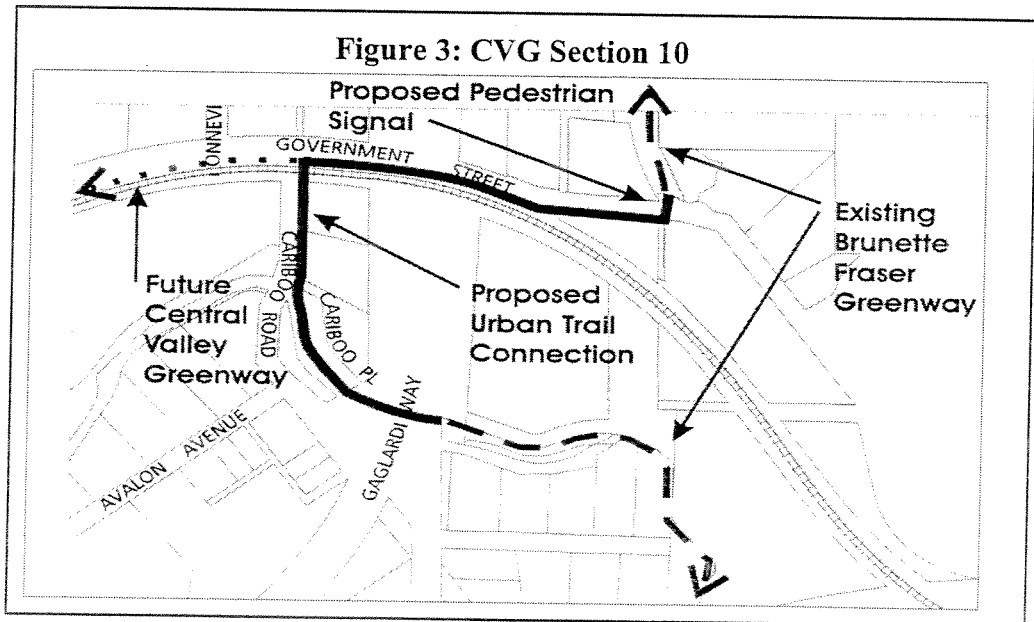 Figure 3: CVG Section 10
Proposed Pedestrian
Signal
ONNEVI
GOVERNMENT
STREET
Existing
Brunette
Fraser
Greenway
Future
Central
Valley
Greenway
CARIBOO
ROAD
CARIBOO PL
Proposed
Urban Trail
Connection
GAGLARDI WAY
AVALON AVENUE